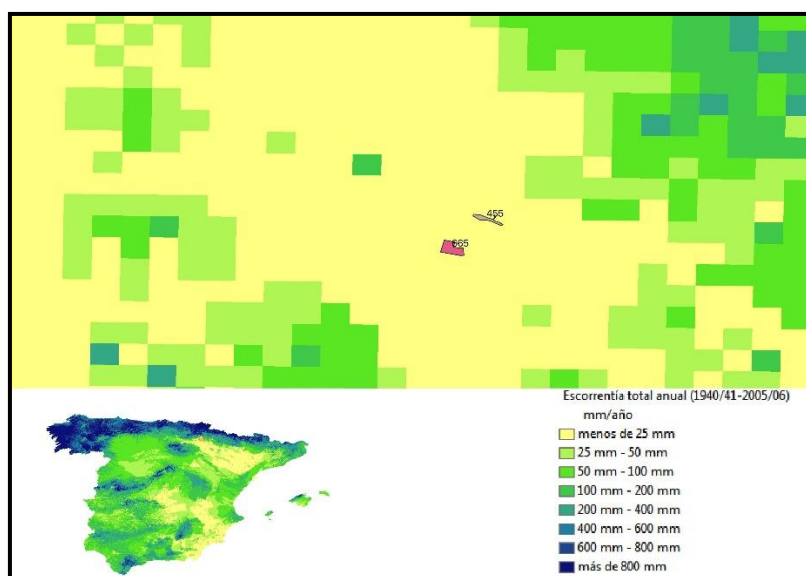 455
665
Escorrentía total anual (1940/41-2005/06)
mm/año
menos de 25 mm
25 mm - 50 mm
50 mm - 100 mm
100 mm - 200 mm
200 mm - 400 mm
400 mm - 600 mm
600 mm - 800 mm
más de 800 mm